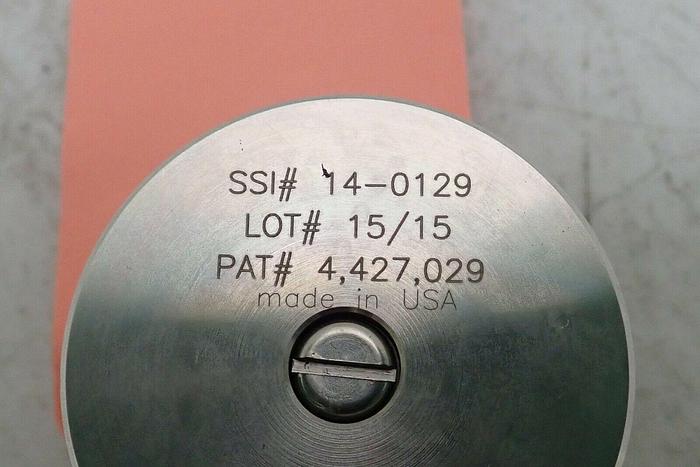 SSI# 14-0129
LOT# 15/15
PAT# 4,427,029
made in USA